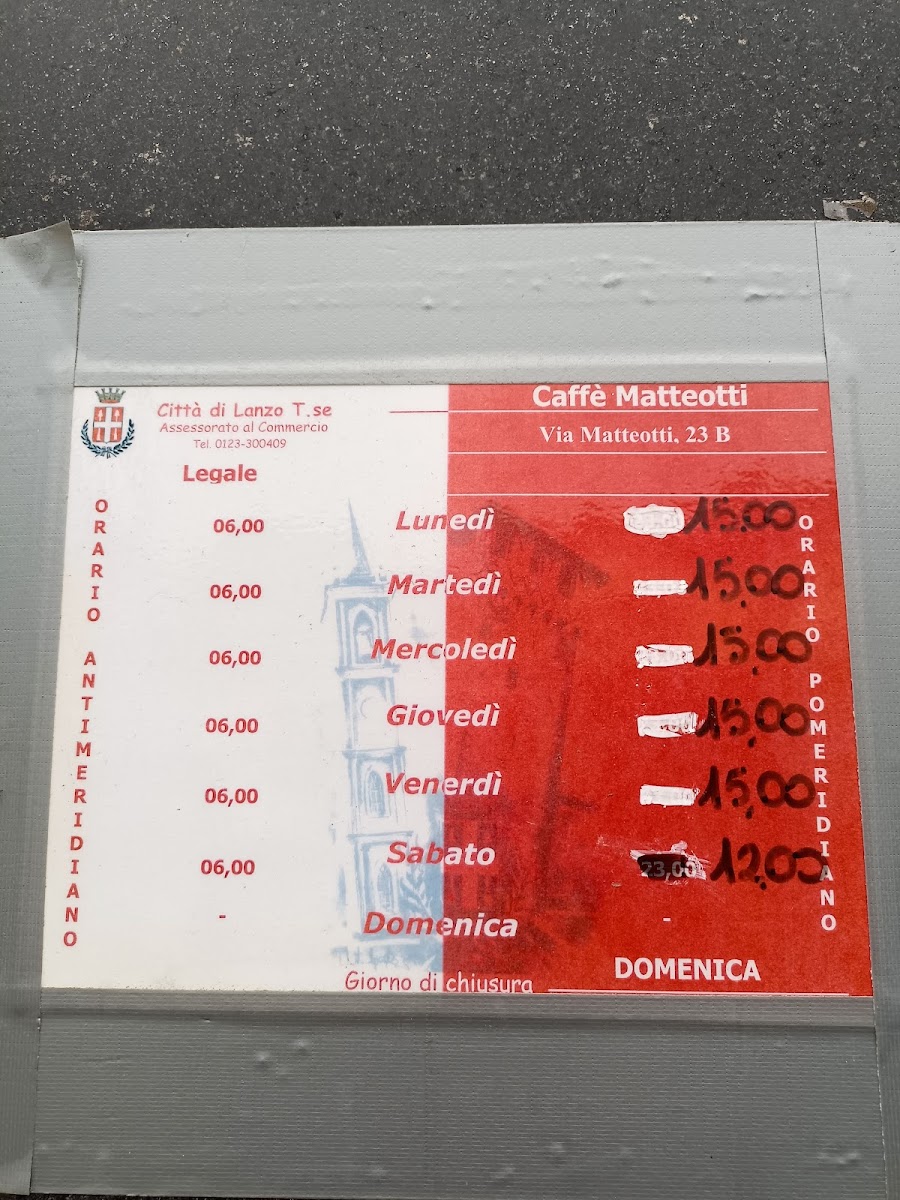 Città di Lanzo T.se
Assessorato al Commercio
Tel. 0123-300409
Caffè Matteotti
Via Matteotti, 23 B
Legale
ORARIO ANTIMERIDIANO
ORARIO POMERIDIANO
06,00 Lunedì 15,00
06,00 Martedì 15,00
06,00 Mercoledì 15,00
06,00 Giovedì 15,00
06,00 Venerdì 15,00
06,00 Sabato 23,00 12,00
- Domenica -
Giorno di chiusura DOMENICA